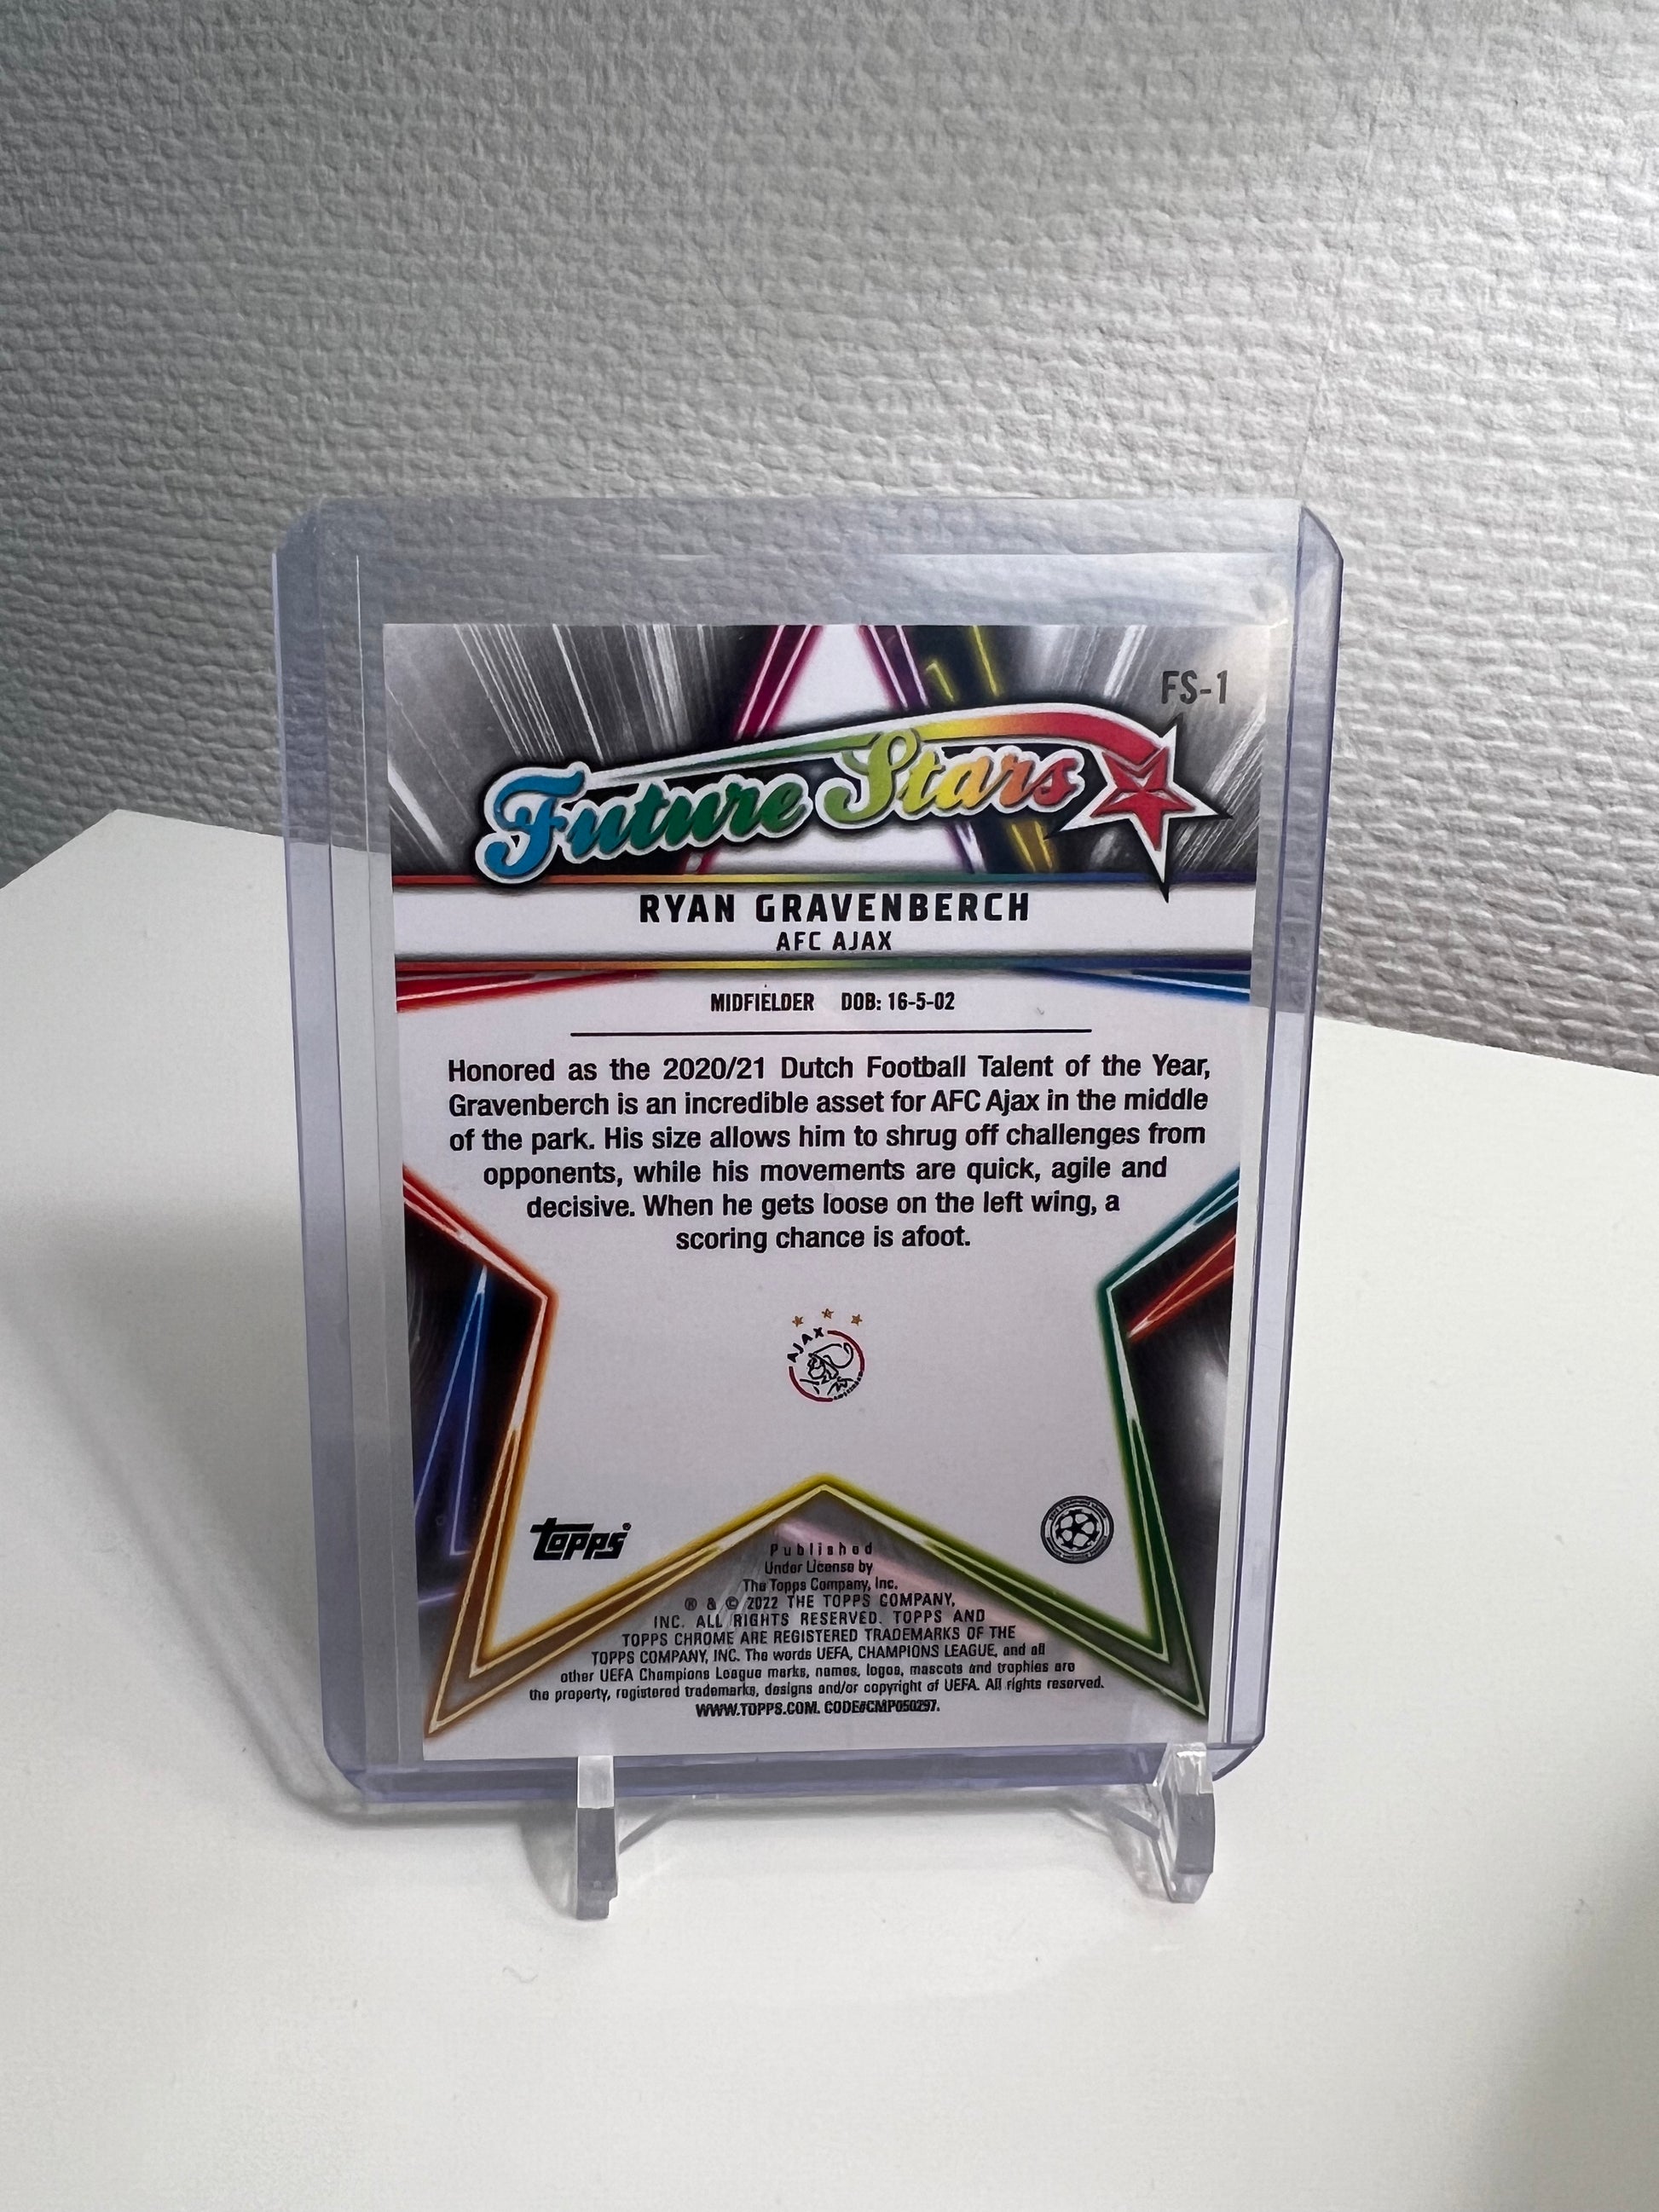 FS-1
Future Stars
RYAN GRAVENBERCH
AFC AJAX
MIDFIELDER DOB: 16-5-02
Honored as the 2020/21 Dutch Football Talent of the Year,
Gravenberch is an incredible asset for AFC Ajax in the middle
of the park. His size allows him to shrug off challenges from
opponents, while his movements are quick, agile and
decisive. When he gets loose on the left wing, a
scoring chance is afoot.
AJAX
topps®
Published
Under License by
The Topps Company, Inc.
® & © 2022 THE TOPPS COMPANY,
INC. ALL RIGHTS RESERVED. TOPPS AND
TOPPS CHROME ARE REGISTERED TRADEMARKS OF THE
TOPPS COMPANY, INC. The words UEFA, CHAMPIONS LEAGUE, and all
other UEFA Champions League marks, names, logos, mascots and trophies are
the property, registered trademarks, designs and/or copyright of UEFA. All rights reserved.
WWW.TOPPS.COM. CODE#CMP050297.